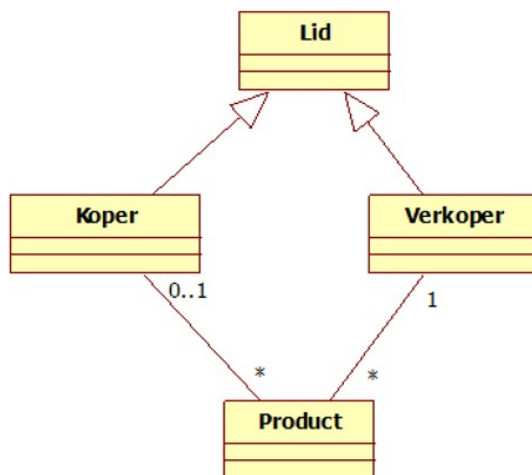 Lid
Koper
Verkoper
0..1
1
*
*
Product